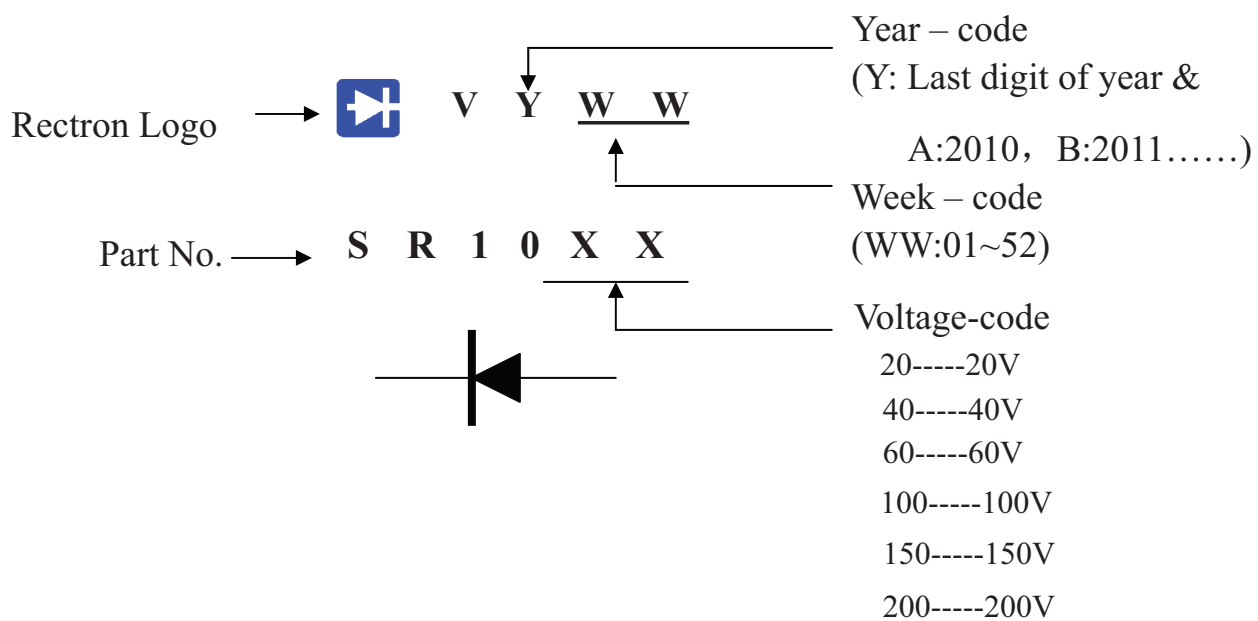 Year – code
(Y: Last digit of year &
V Y W W
Rectron Logo
A:2010，B:2011……)
Week – code
(WW:01~52)
Part No.
S R 1 0 X X
Voltage-code
20-----20V
40-----40V
60-----60V
100-----100V
150-----150V
200-----200V